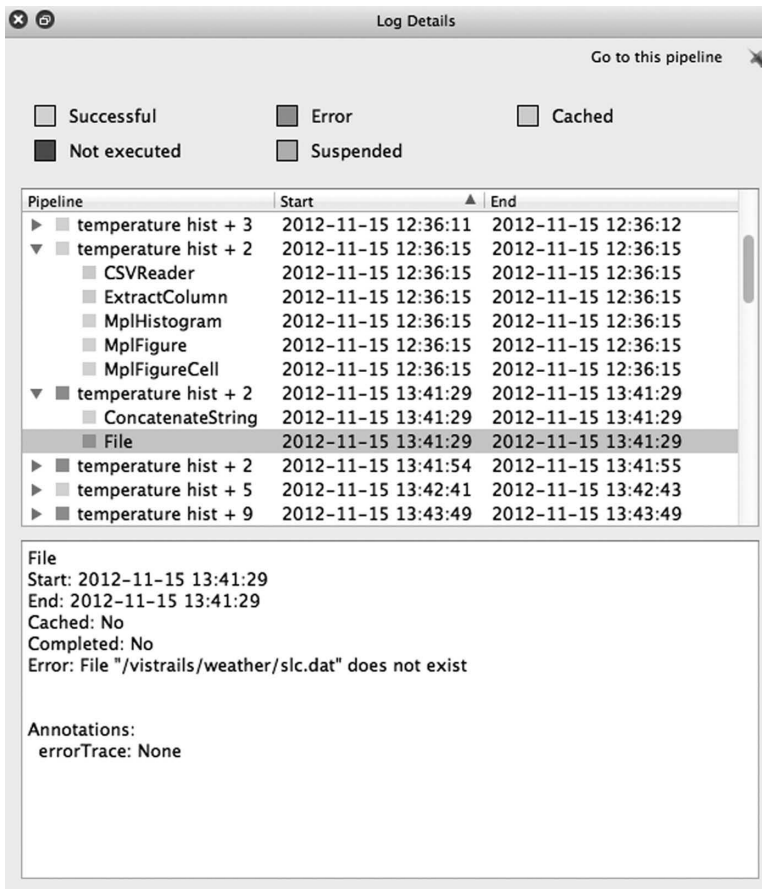 Log Details
Go to this pipeline
Successful Error Cached
Not executed Suspended
Pipeline Start End
temperature hist + 3 2012-11-15 12:36:11 2012-11-15 12:36:12
temperature hist + 2 2012-11-15 12:36:15 2012-11-15 12:36:15
CSVReader 2012-11-15 12:36:15 2012-11-15 12:36:15
ExtractColumn 2012-11-15 12:36:15 2012-11-15 12:36:15
MplHistogram 2012-11-15 12:36:15 2012-11-15 12:36:15
MplFigure 2012-11-15 12:36:15 2012-11-15 12:36:15
MplFigureCell 2012-11-15 12:36:15 2012-11-15 12:36:15
temperature hist + 2 2012-11-15 13:41:29 2012-11-15 13:41:29
ConcatenateString 2012-11-15 13:41:29 2012-11-15 13:41:29
File 2012-11-15 13:41:29 2012-11-15 13:41:29
temperature hist + 2 2012-11-15 13:41:54 2012-11-15 13:41:55
temperature hist + 5 2012-11-15 13:42:41 2012-11-15 13:42:43
temperature hist + 9 2012-11-15 13:43:49 2012-11-15 13:43:49
File
Start: 2012-11-15 13:41:29
End: 2012-11-15 13:41:29
Cached: No
Completed: No
Error: File "/vistrails/weather/slc.dat" does not exist
Annotations:
errorTrace: None